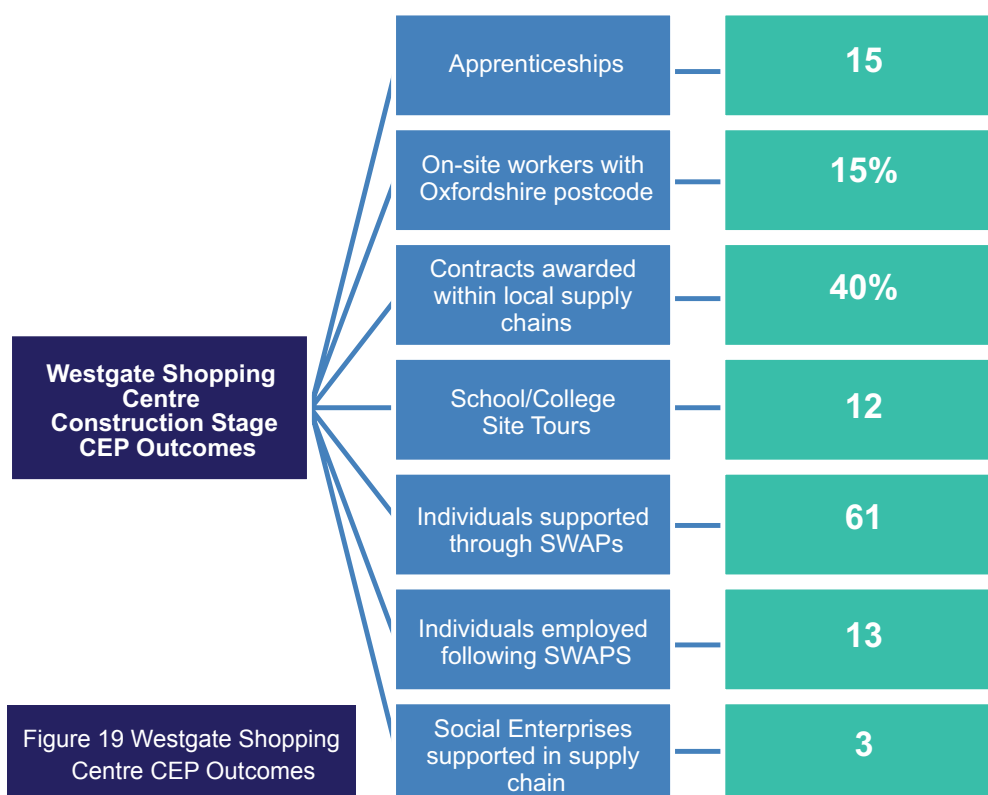 Westgate Shopping
Centre
Construction Stage
CEP Outcomes
Apprenticeships
15
On-site workers with
Oxfordshire postcode
15%
Contracts awarded
within local supply
chains
40%
School/College
Site Tours
12
Individuals supported
through SWAPs
61
Individuals employed
following SWAPS
13
Social Enterprises
supported in supply
chain
3
Figure 19 Westgate Shopping
Centre CEP Outcomes